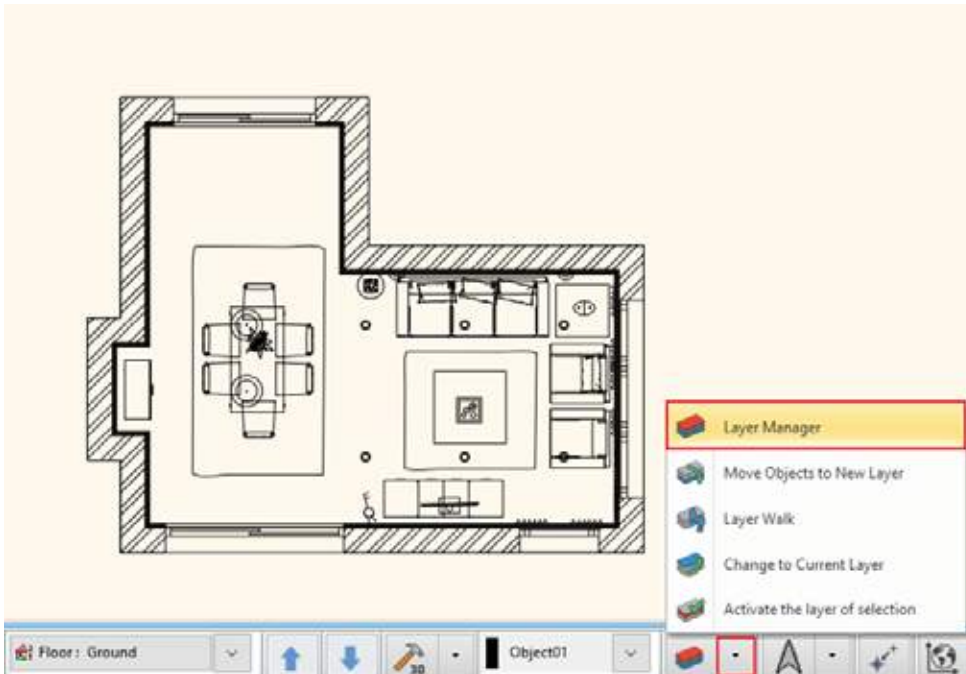 Layer Manager
Move Objects to New Layer
Layer Walk
Change to Current Layer
Activate the layer of selection
Floor : Ground
3D
Object01